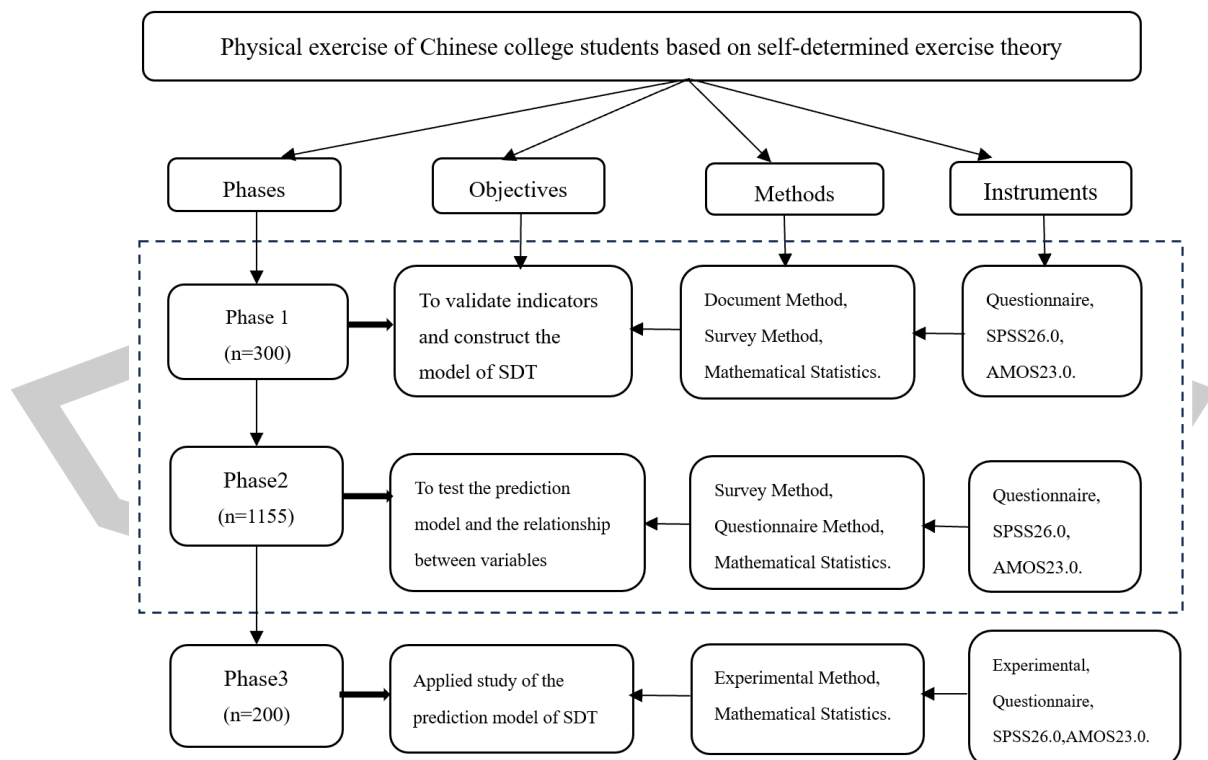 Physical exercise of Chinese college students based on self-determined exercise theory
Phases
Objectives
Methods
Instruments
Phase 1
(n=300)
To validate indicators
and construct the
model of SDT
Document Method,
Survey Method,
Mathematical Statistics.
Questionnaire,
SPSS26.0,
AMOS23.0.
Phase2
(n=1155)
To test the prediction
model and the relationship
between variables
Survey Method,
Questionnaire Method,
Mathematical Statistics.
Questionnaire,
SPSS26.0,
AMOS23.0.
Phase3
(n=200)
Applied study of the
prediction model of SDT
Experimental Method,
Mathematical Statistics.
Experimental,
Questionnaire,
SPSS26.0,AMOS23.0.